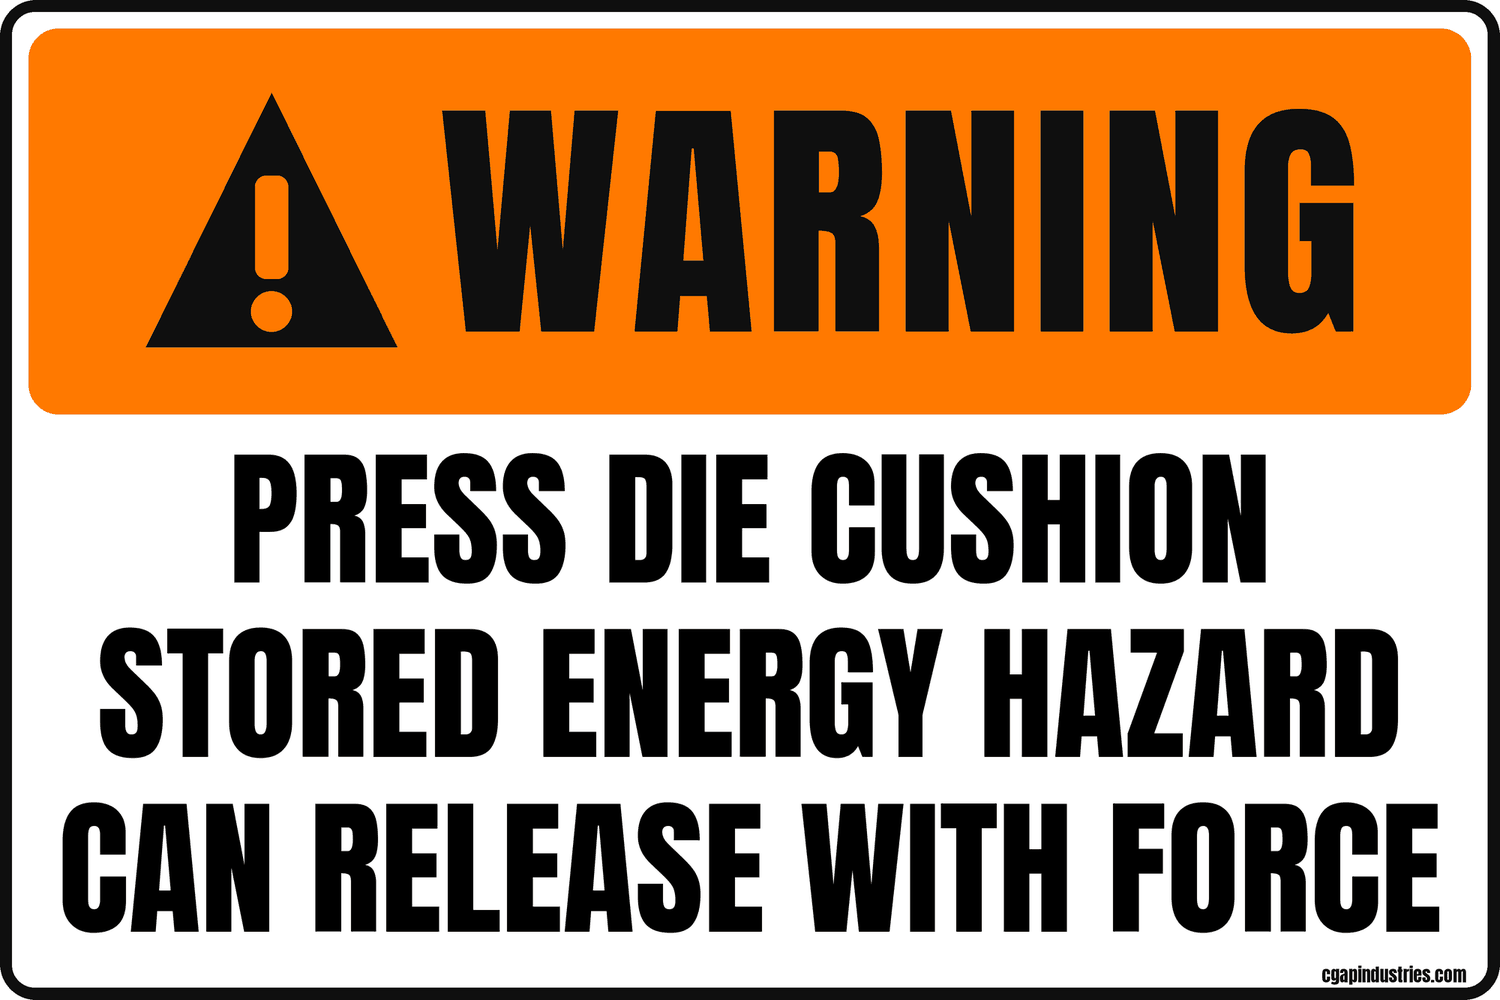 WARNING
PRESS DIE CUSHION
STORED ENERGY HAZARD
CAN RELEASE WITH FORCE
cgapindustries.com